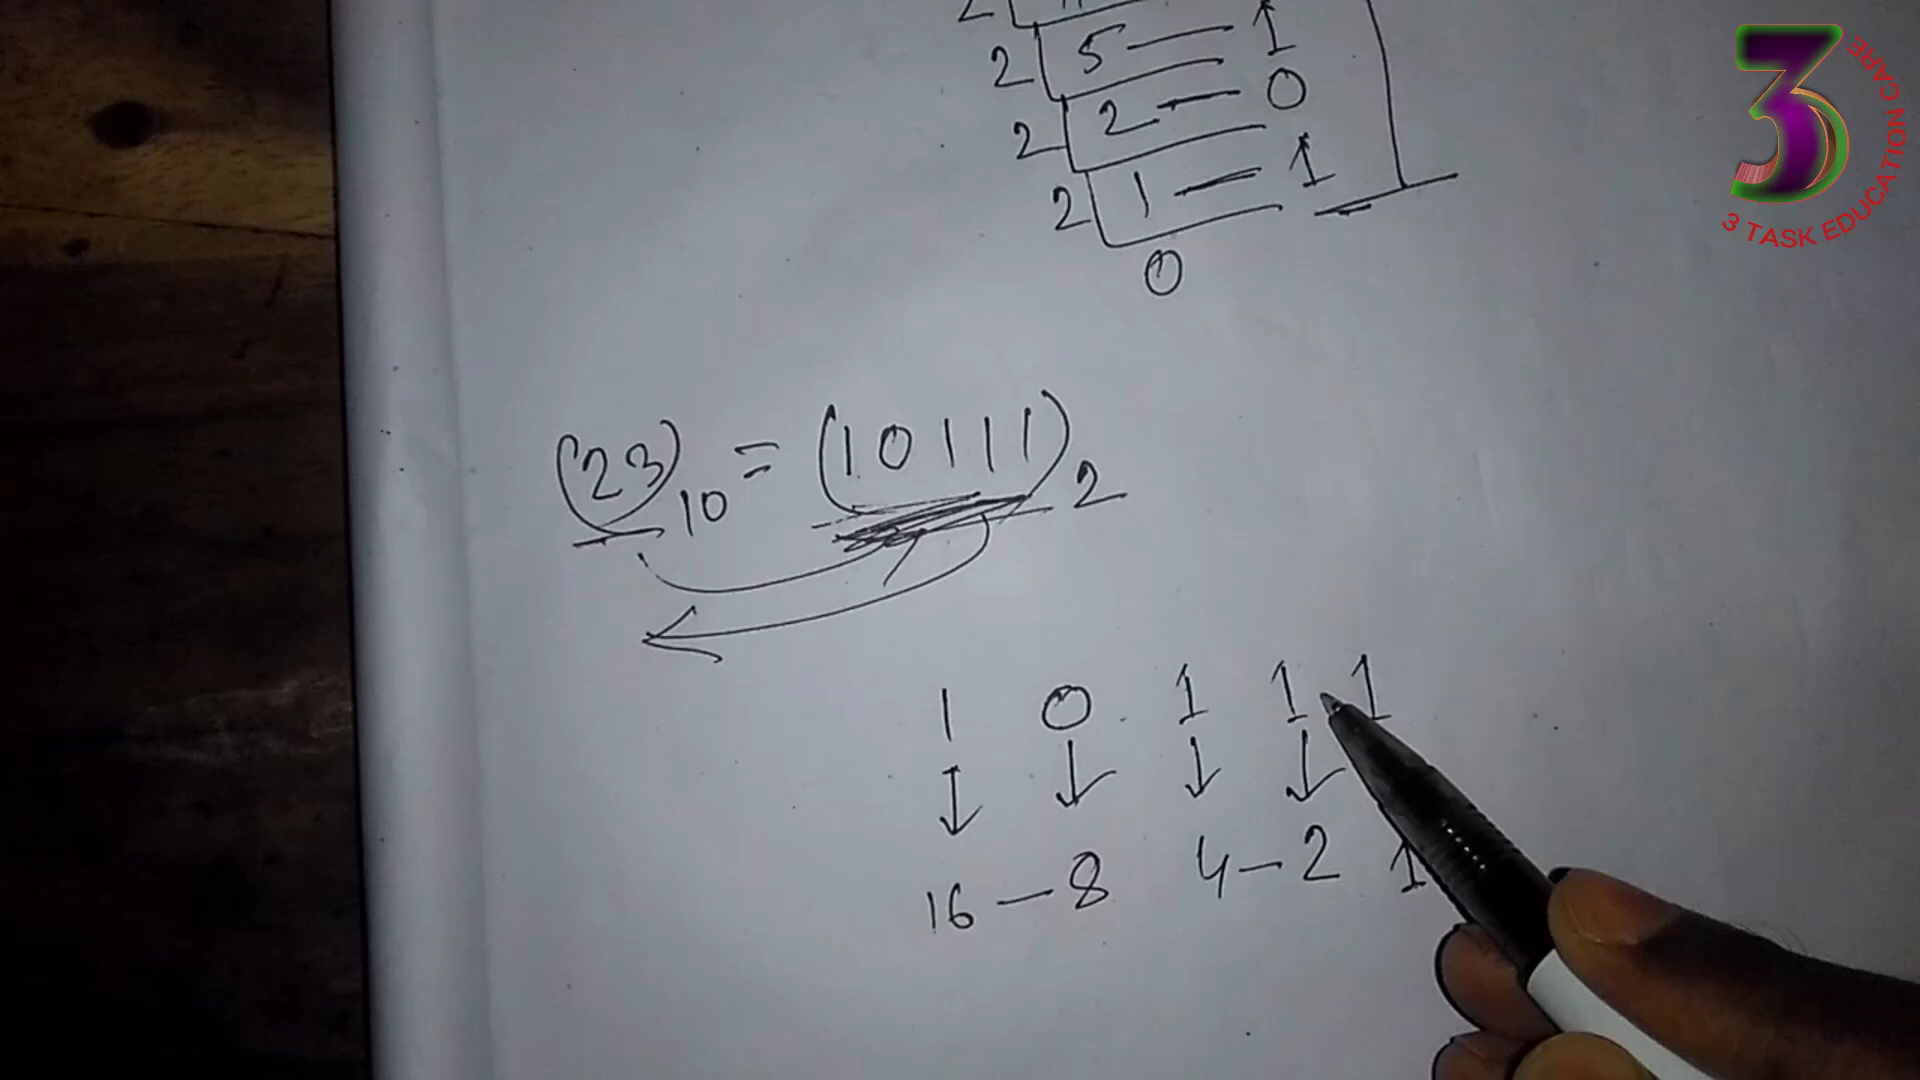 2 5 — 1
2 2 — 0
2 1 — 1
0
(23)10 = (10111)2
1 0 1 1 1
↓ ↓ ↓ ↓
16 — 8 4 — 2 1
3
3 TASK EDUCATION CARE